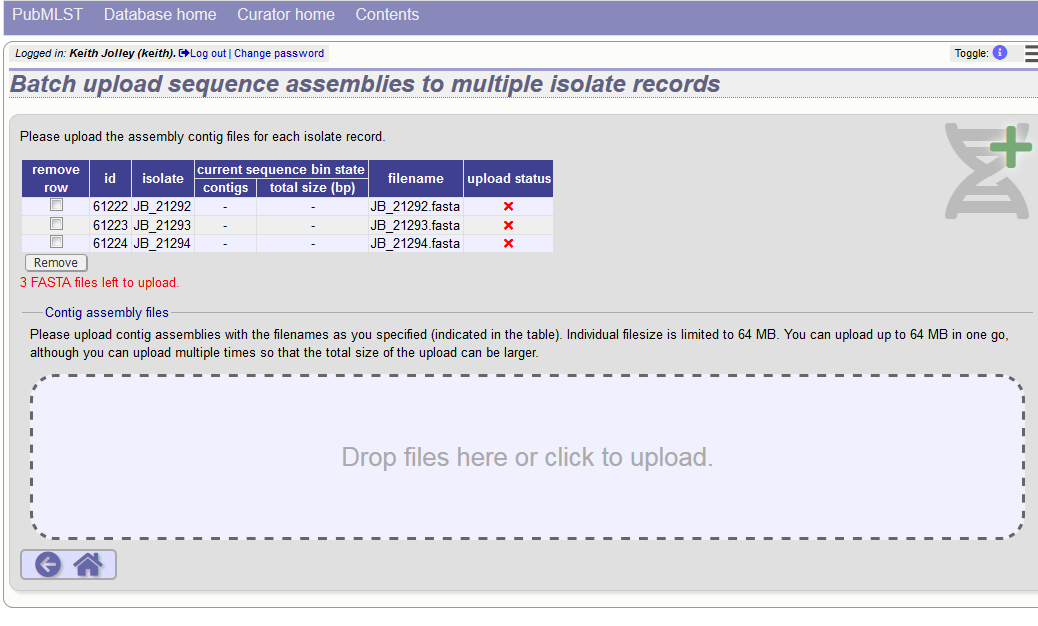 PubMLST Database home Curator home Contents
Logged in: Keith Jolley (keith). Log out | Change password Toggle: i
Batch upload sequence assemblies to multiple isolate records
Please upload the assembly contig files for each isolate record.
remove row id isolate current sequence bin state filename upload status
contigs total size (bp)
61222 JB_21292 - - JB_21292.fasta
61223 JB_21293 - - JB_21293.fasta
61224 JB_21294 - - JB_21294.fasta
Remove
3 FASTA files left to upload.
Contig assembly files
Please upload contig assemblies with the filenames as you specified (indicated in the table). Individual filesize is limited to 64 MB. You can upload up to 64 MB in one go,
although you can upload multiple times so that the total size of the upload can be larger.
Drop files here or click to upload.